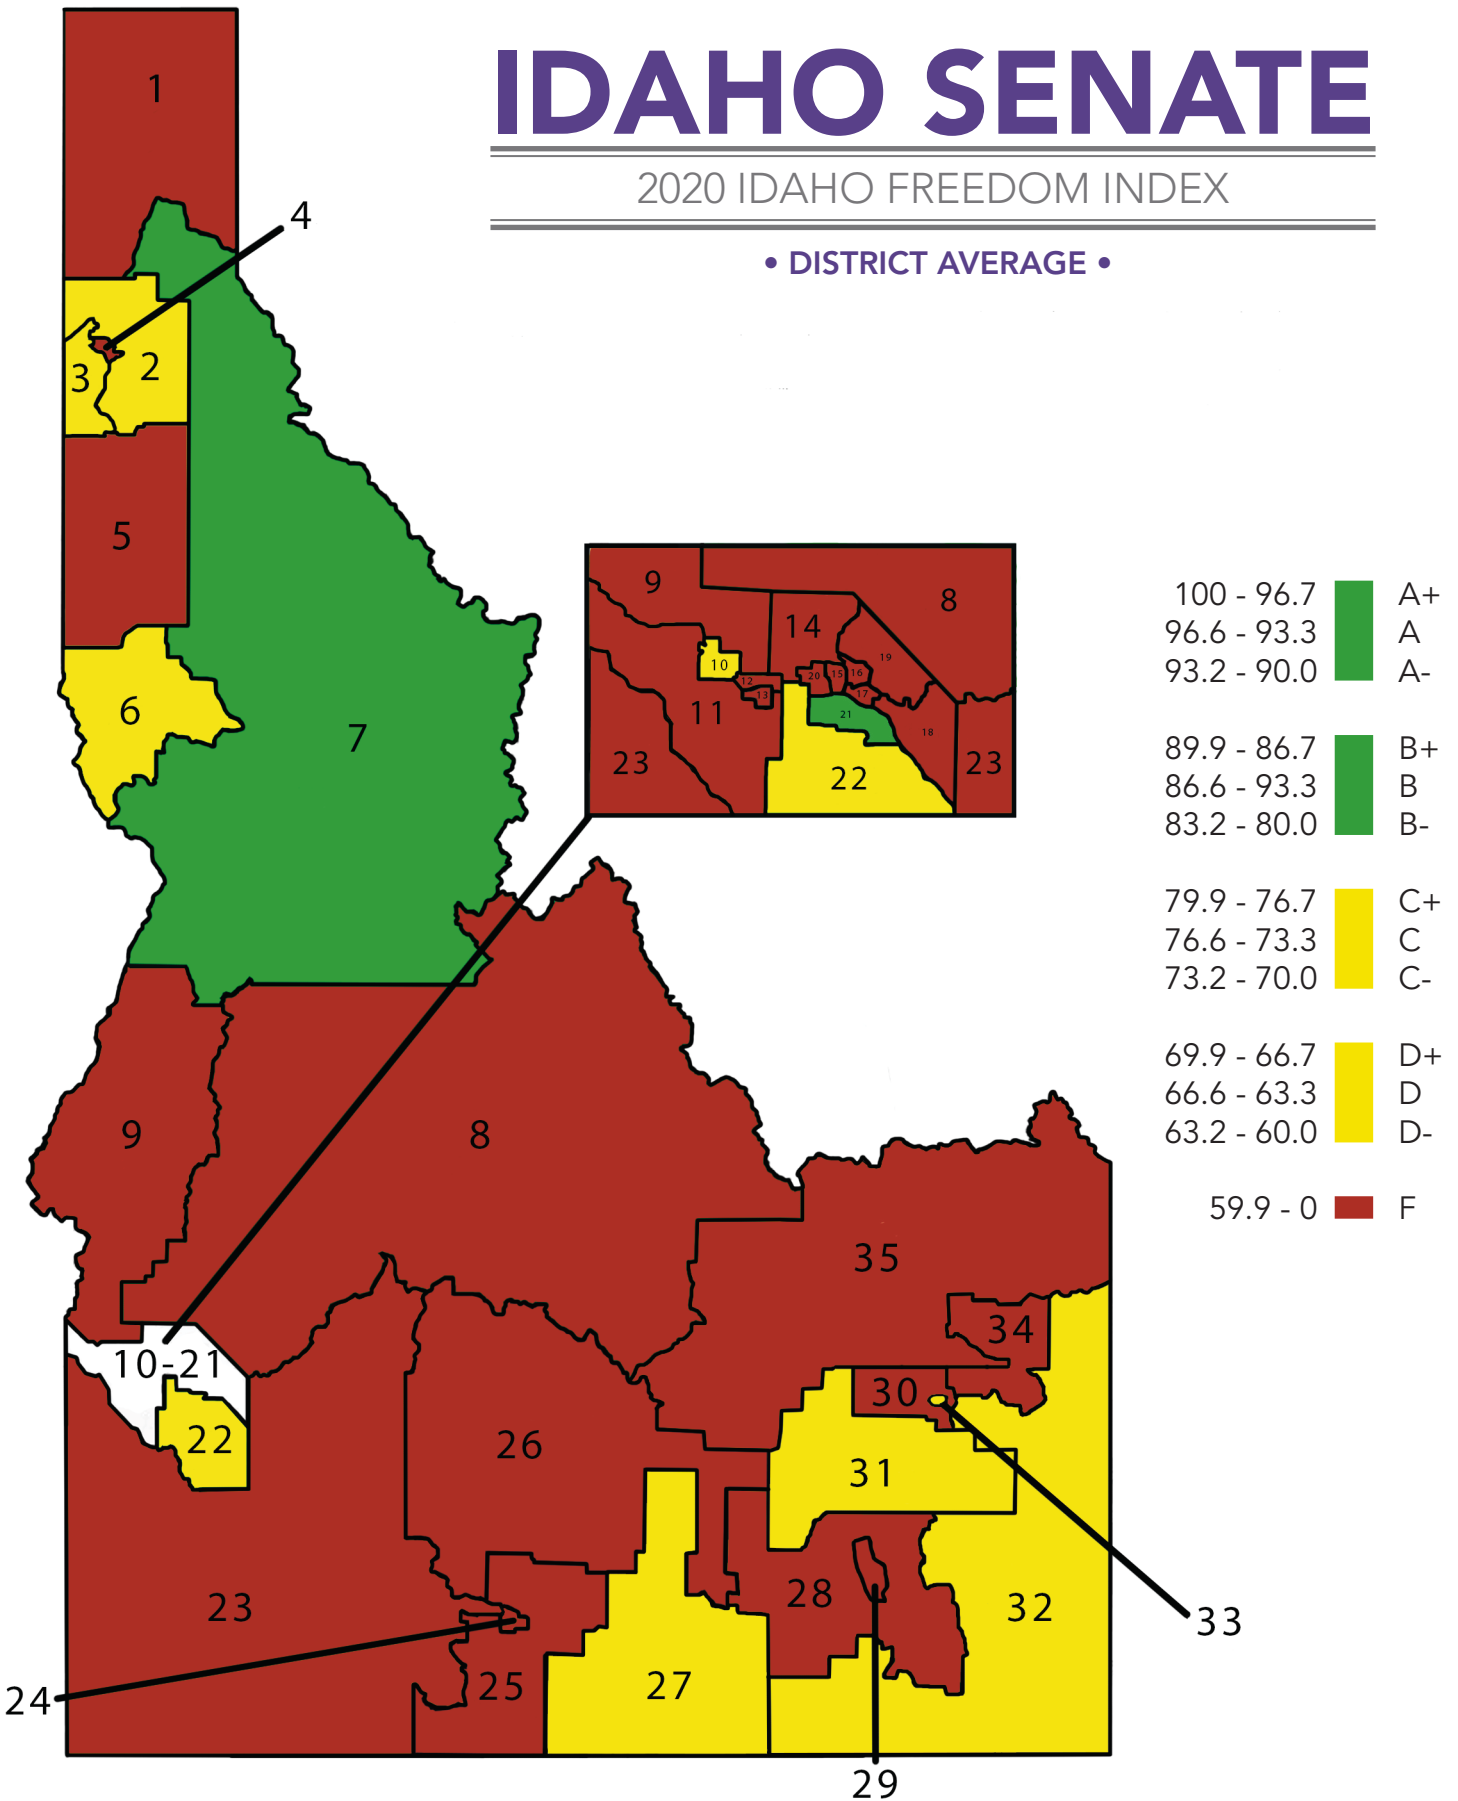 IDAHO SENATE
2020 IDAHO FREEDOM INDEX
• DISTRICT AVERAGE •
1
4
3
2
5
6
7
9
8
14
19
10
12
13
20
15
16
17
11
21
18
23
22
23
100 - 96.7 A+
96.6 - 93.3 A
93.2 - 90.0 A-
89.9 - 86.7 B+
86.6 - 93.3 B
83.2 - 80.0 B-
79.9 - 76.7 C+
76.6 - 73.3 C
73.2 - 70.0 C-
69.9 - 66.7 D+
66.6 - 63.3 D
63.2 - 60.0 D-
59.9 - 0 F
9
8
35
34
10-21
30
22
26
31
23
28
32
33
24
25
27
29